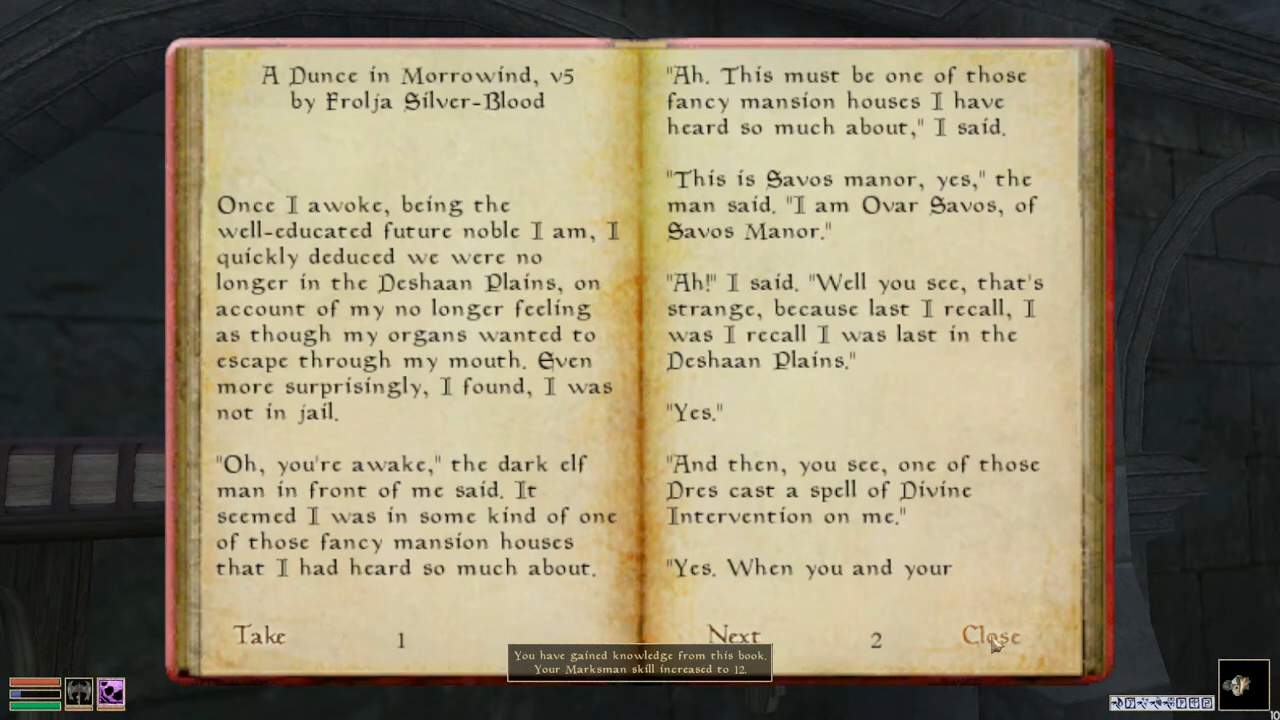 A Dunce in Morrowind, v5
by Frolja Silver-Blood
Once I awoke, being the
well-educated future noble I am, I
quickly deduced we were no
longer in the Deshaan Plains, on
account of my no longer feeling
as though my organs wanted to
escape through my mouth. Even
more surprisingly, I found, I was
not in jail.
"Oh, you're awake," the dark elf
man in front of me said. It
seemed I was in some kind of one
of those fancy mansion houses
that I had heard so much about.
Take
1
"Ah. This must be one of those
fancy mansion houses I have
heard so much about," I said.
"This is Savos manor, yes," the
man said. "I am Ovar Savos, of
Savos Manor."
"Ah!" I said. "Well you see, that's
strange, because last I recall, I
was I recall I was last in the
Deshaan Plains."
"Yes."
"And then, you see, one of those
Dres cast a spell of Divine
Intervention on me."
"Yes. When you and your
Next
2
Close
You have gained knowledge from this book.
Your Marksman skill increased to 12.
10